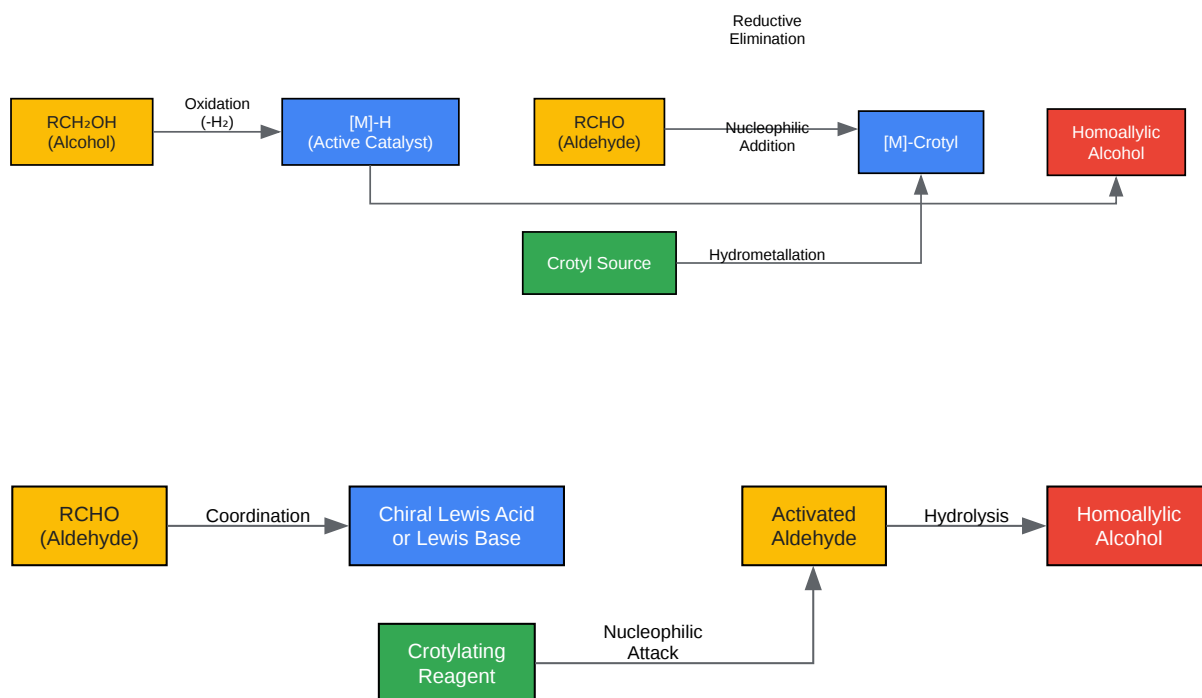 Reductive
Elimination
Oxidation
(-H₂)
RCH₂OH
(Alcohol)
[M]-H
(Active Catalyst)
RCHO
(Aldehyde)
Nucleophilic
Addition
[M]-Crotyl
Homoallylic
Alcohol
Crotyl Source
Hydrometallation
RCHO
(Aldehyde)
Coordination
Chiral Lewis Acid
or Lewis Base
Activated
Aldehyde
Hydrolysis
Homoallylic
Alcohol
Crotylating
Reagent
Nucleophilic
Attack